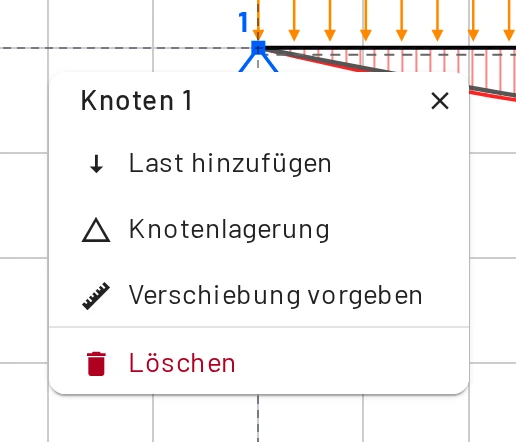 1
Knoten 1
Last hinzufügen
Knotenlagerung
Verschiebung vorgeben
Löschen